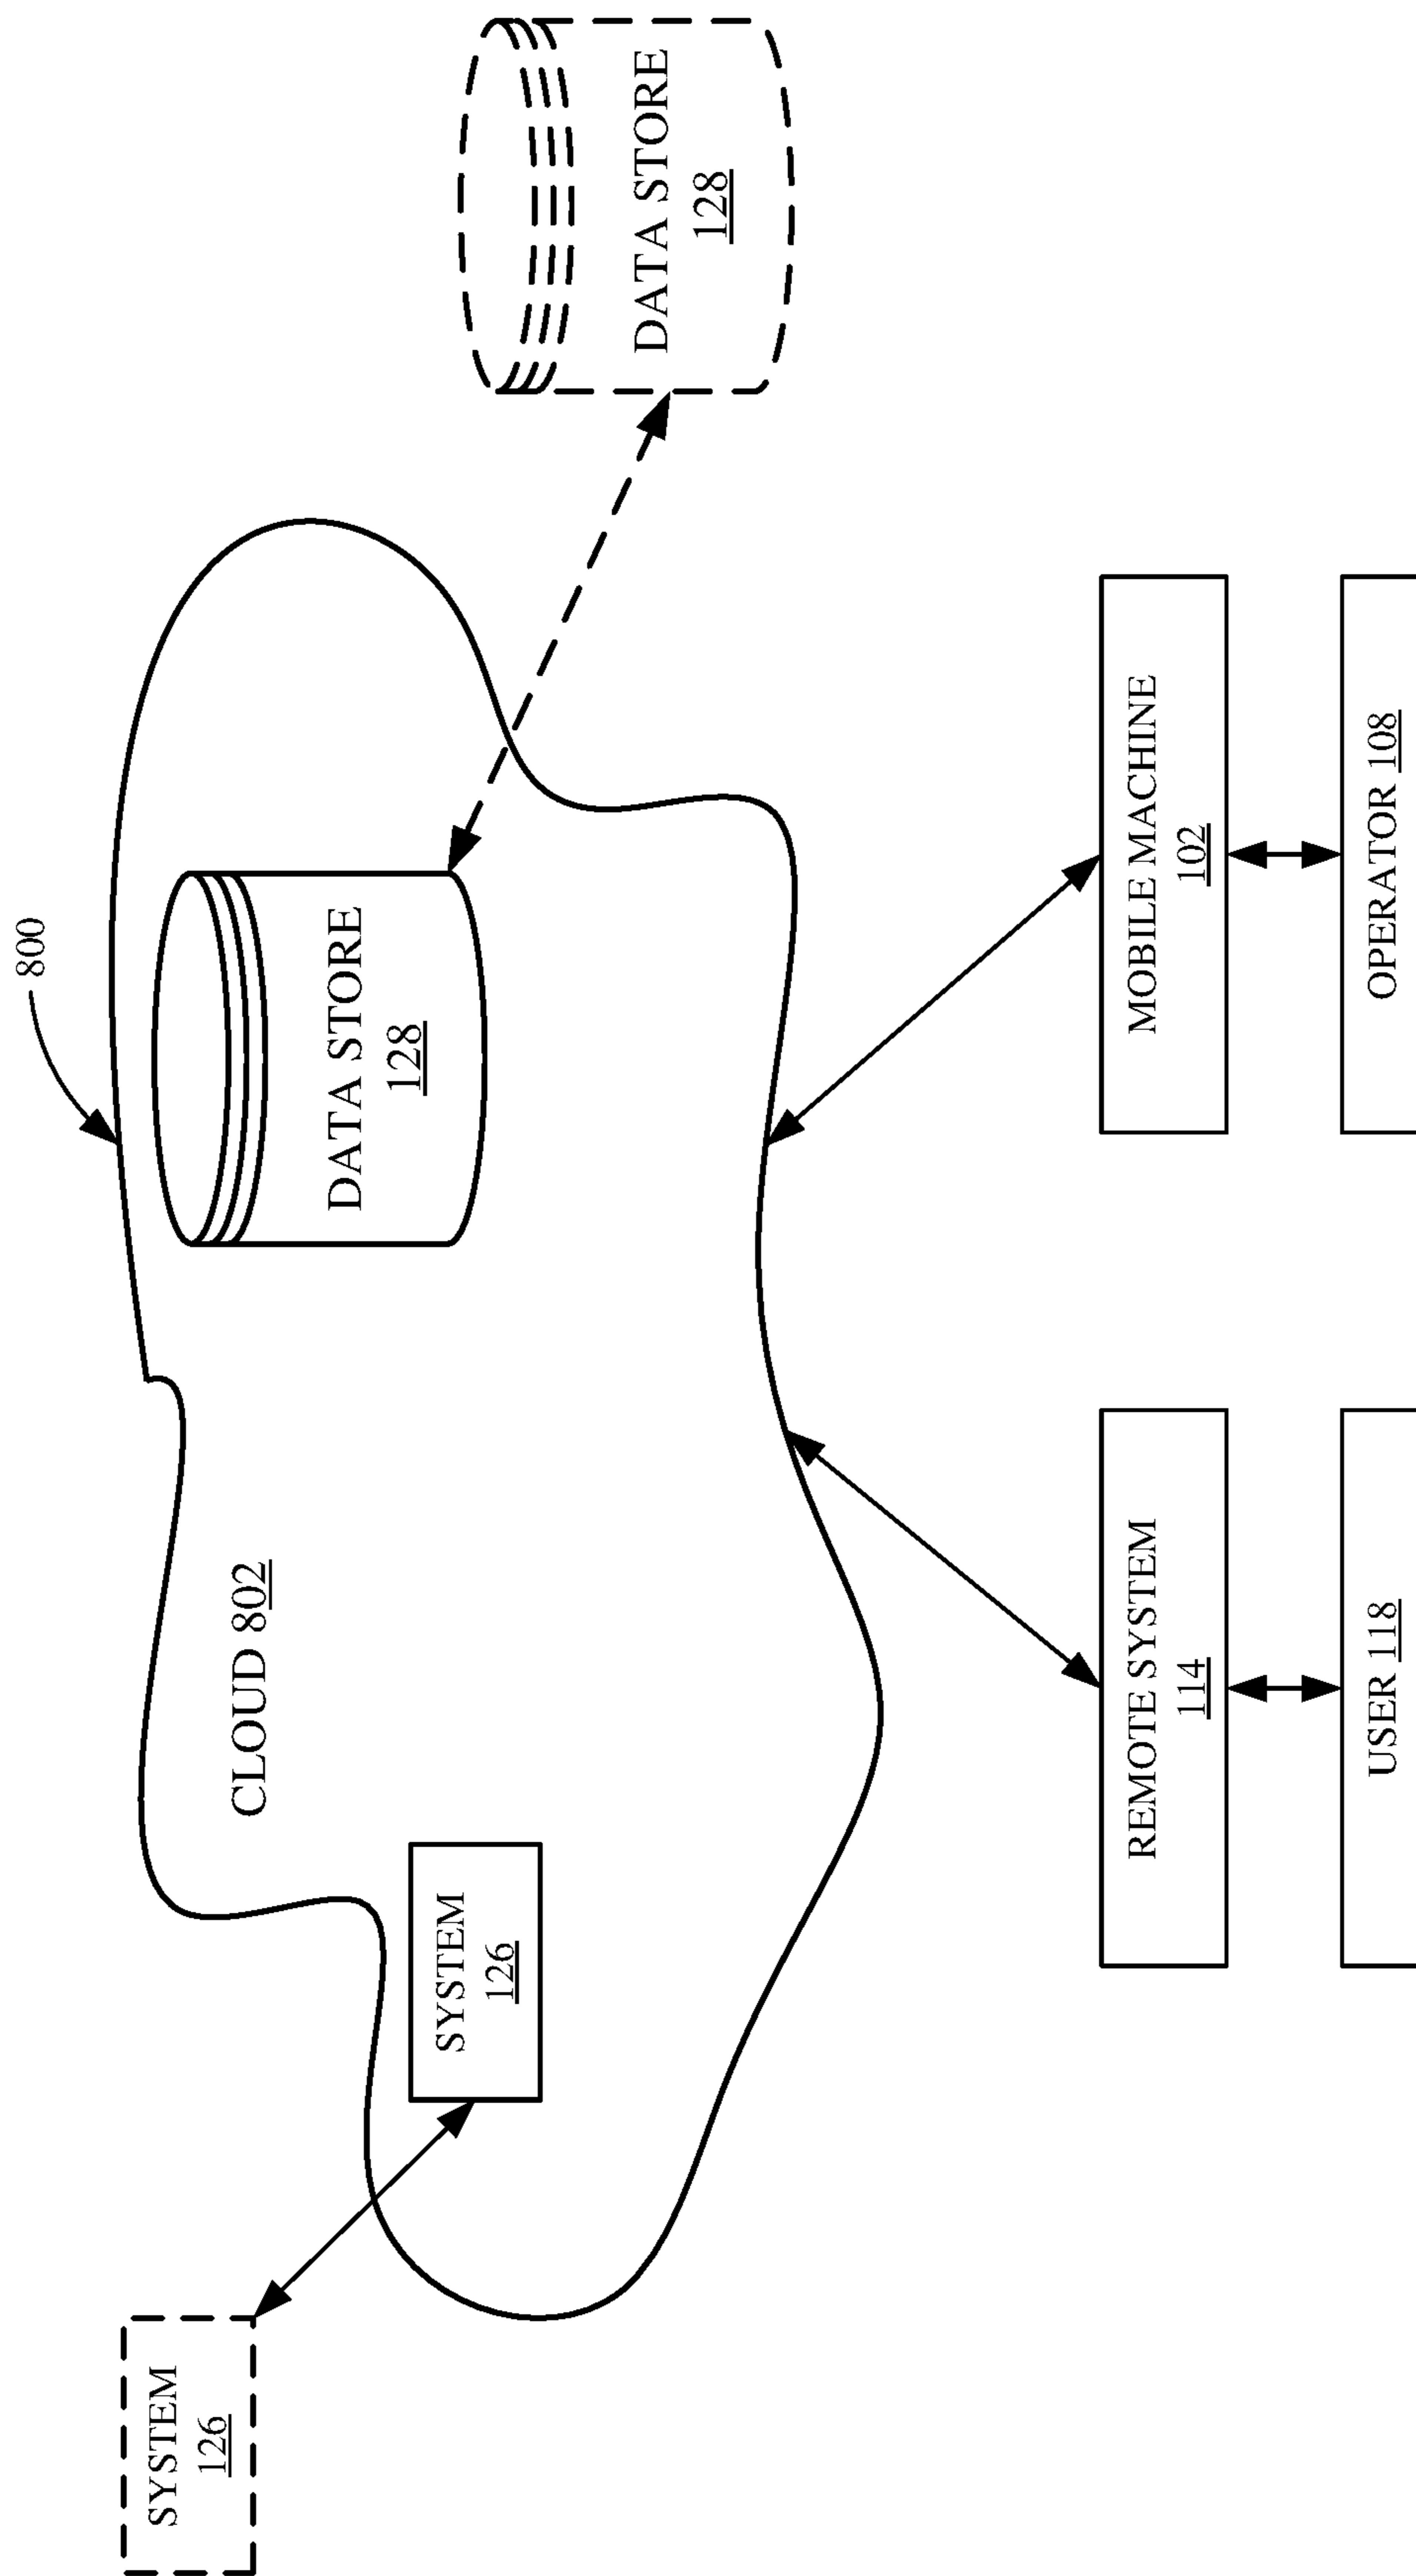 800
SYSTEM
126
CLOUD 802
DATA STORE
128
SYSTEM
126
DATA STORE
128
REMOTE SYSTEM
114
MOBILE MACHINE
102
USER 118
OPERATOR 108